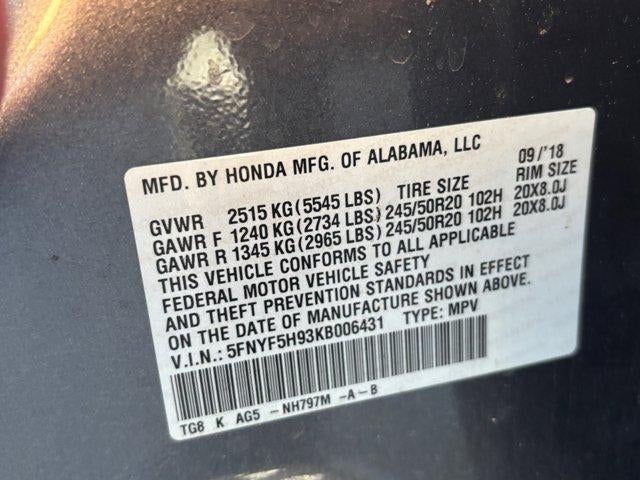 MFD. BY HONDA MFG. OF ALABAMA, LLC 09/'18
GVWR 2515 KG(5545 LBS) TIRE SIZE RIM SIZE
GAWR F 1240 KG(2734 LBS)245/50R20 102H 20X8.0J
GAWR R 1345 KG(2965 LBS)245/50R20 102H 20X8.0J
THIS VEHICLE CONFORMS TO ALL APPLICABLE
FEDERAL MOTOR VEHICLE SAFETY
AND THEFT PREVENTION STANDARDS IN EFFECT
ON THE DATE OF MANUFACTURE SHOWN ABOVE.
V.I.N.: 5FNYF5H93KB006431 TYPE: MPV
TG8 K AG5 -NH797M -A-B